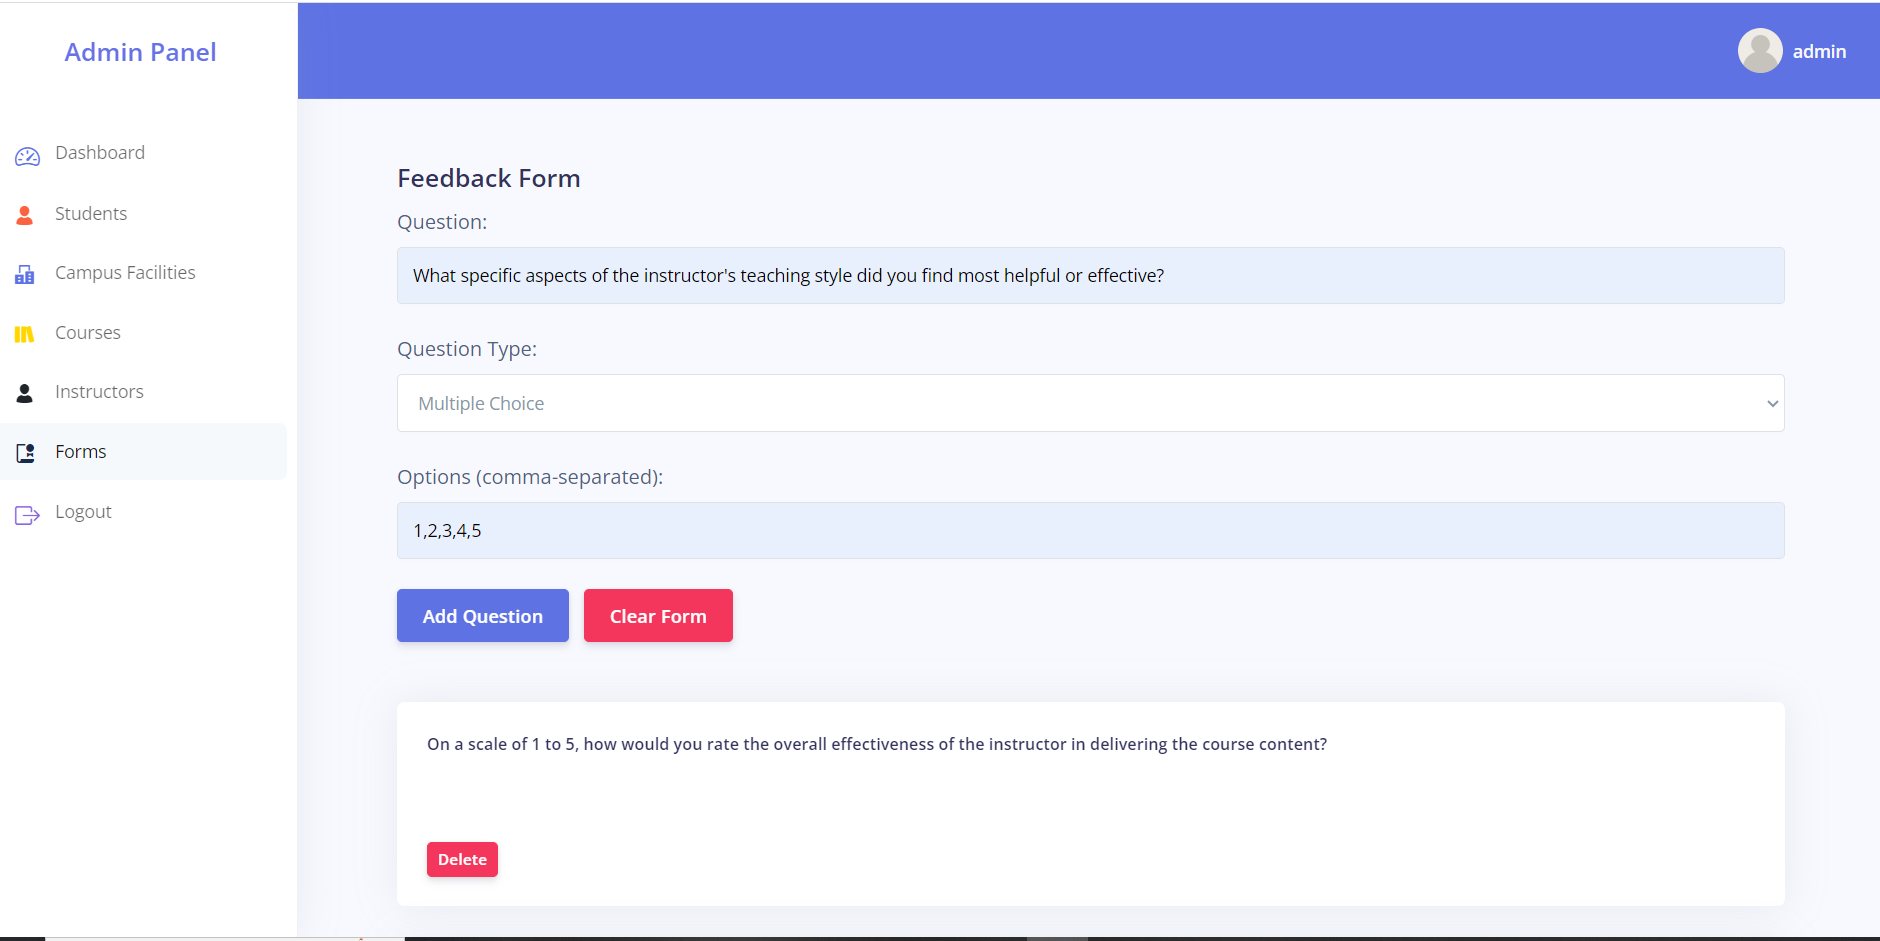 Admin Panel
admin
Dashboard
Students
Campus Facilities
Courses
Instructors
Forms
Logout
Feedback Form
Question:
What specific aspects of the instructor's teaching style did you find most helpful or effective?
Question Type:
Multiple Choice
Options (comma-separated):
1,2,3,4,5
Add Question
Clear Form
On a scale of 1 to 5, how would you rate the overall effectiveness of the instructor in delivering the course content?
Delete